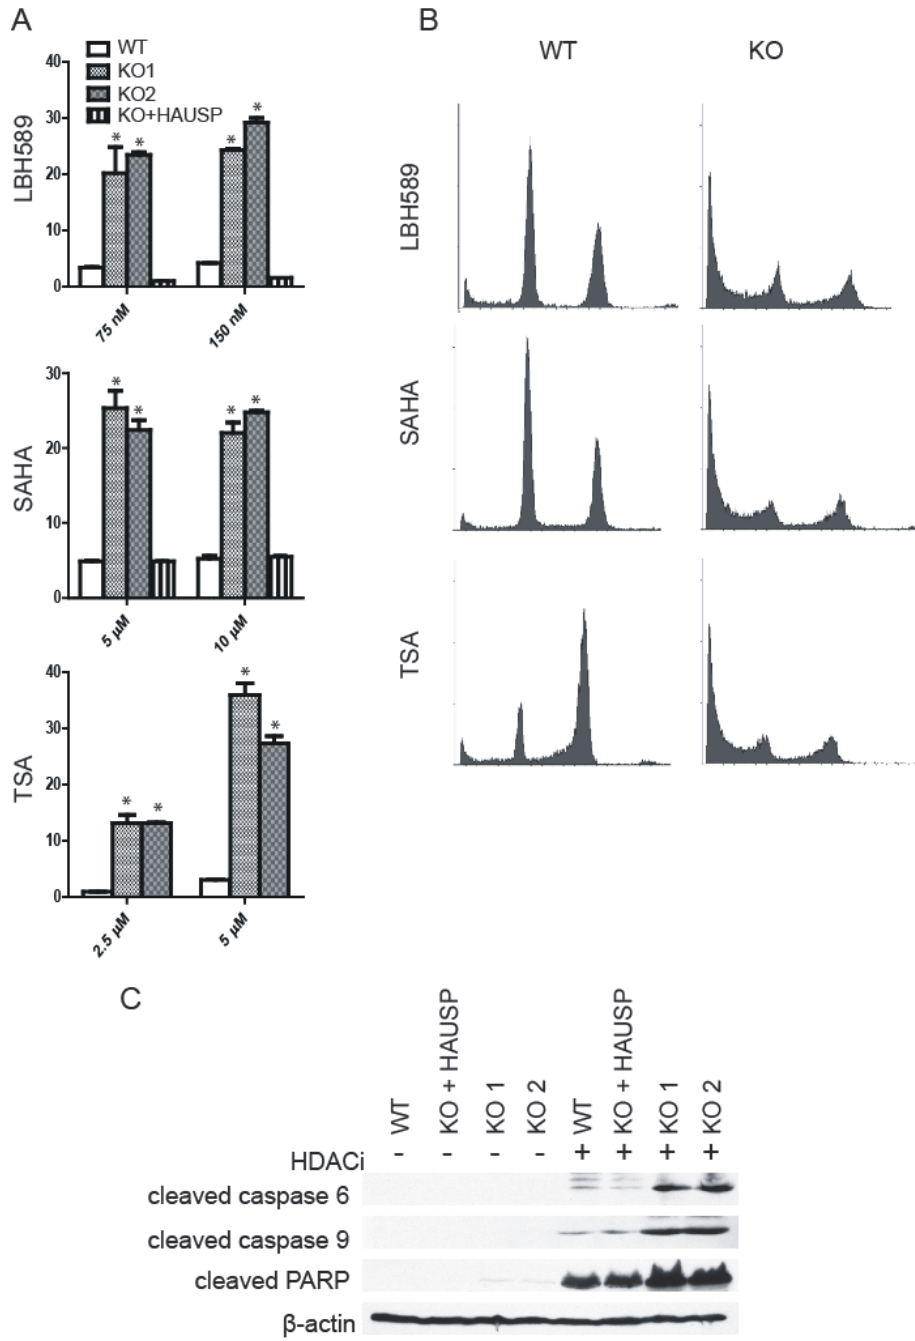 A
WT
KO1
KO2
KO+HAUSP
LBH589
40
30
20
10
0
* * * *
75 nM 150 nM
SAHA
30
20
10
0
* * * *
5 µM 10 µM
TSA
40
30
20
10
0
* * * *
2.5 µM 5 µM
B
WT KO
LBH589
SAHA
TSA
C
WT KO + HAUSP KO 1 KO 2 WT KO + HAUSP KO 1 KO 2
HDACi - - - - + + + +
cleaved caspase 6
cleaved caspase 9
cleaved PARP
β-actin